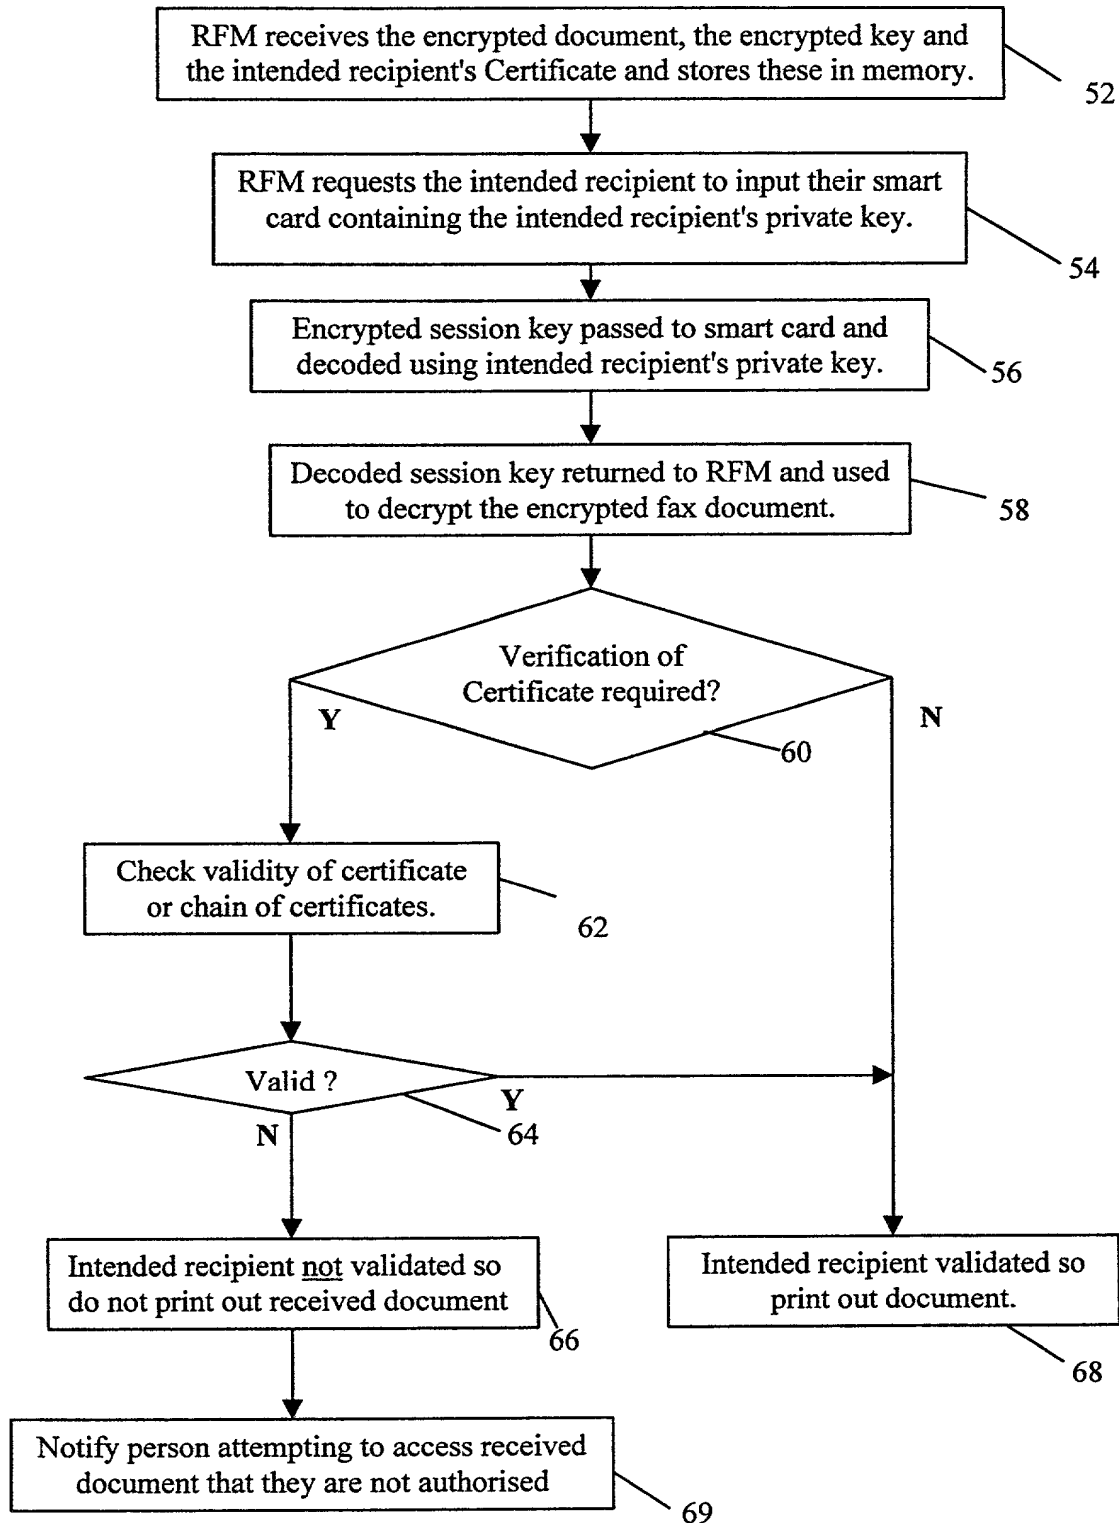 RFM receives the encrypted document, the encrypted key and
the intended recipient's Certificate and stores these in memory.
52
RFM requests the intended recipient to input their smart
card containing the intended recipient's private key.
54
Encrypted session key passed to smart card and
decoded using intended recipient's private key.
56
Decoded session key returned to RFM and used
to decrypt the encrypted fax document.
58
Verification of
Certificate required?
Y
N
60
Check validity of certificate
or chain of certificates.
62
Valid ?
Y
N
64
Intended recipient not validated so
do not print out received document
66
Intended recipient validated so
print out document.
68
Notify person attempting to access received
document that they are not authorised
69